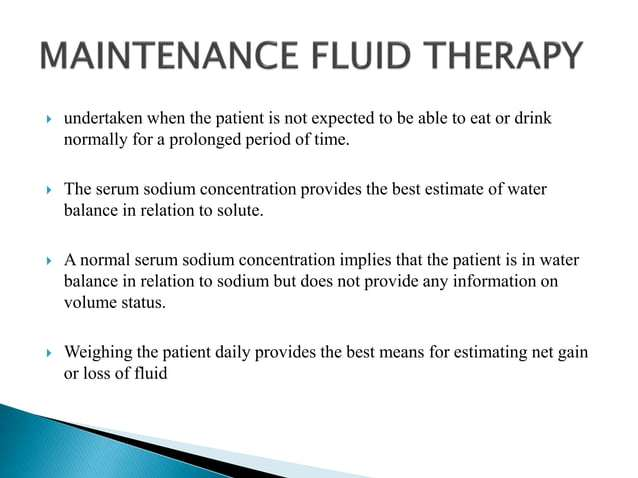 MAINTENANCE FLUID THERAPY
undertaken when the patient is not expected to be able to eat or drink
normally for a prolonged period of time.
The serum sodium concentration provides the best estimate of water
balance in relation to solute.
A normal serum sodium concentration implies that the patient is in water
balance in relation to sodium but does not provide any information on
volume status.
Weighing the patient daily provides the best means for estimating net gain
or loss of fluid